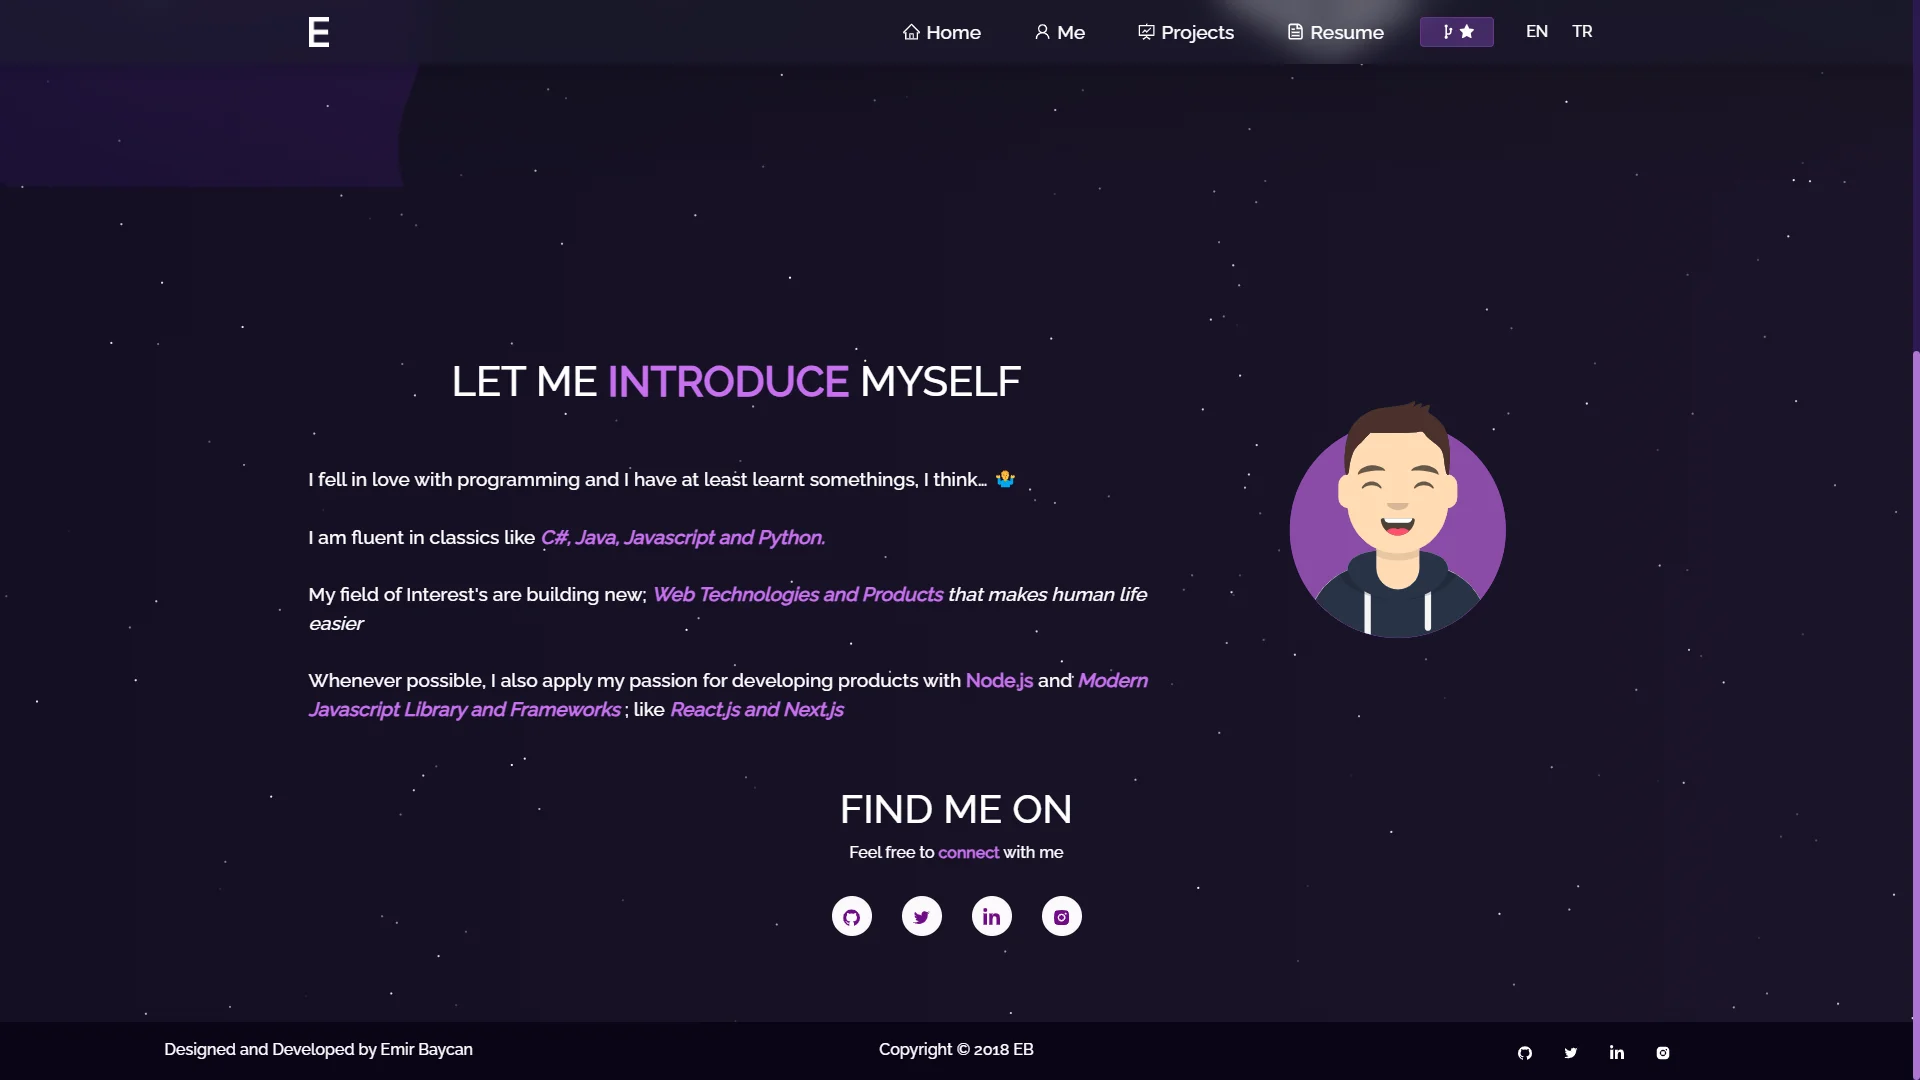 E
Home
Me
Projects
Resume
EN
TR
LET ME INTRODUCE MYSELF
I fell in love with programming and I have at least learnt somethings, I think… 🤷‍♂️
I am fluent in classics like C#, Java, Javascript and Python.
My field of Interest's are building new; Web Technologies and Products that makes human life
easier
Whenever possible, I also apply my passion for developing products with Node.js and Modern
Javascript Library and Frameworks ; like React.js and Next.js
FIND ME ON
Feel free to connect with me
Designed and Developed by Emir Baycan
Copyright © 2018 EB